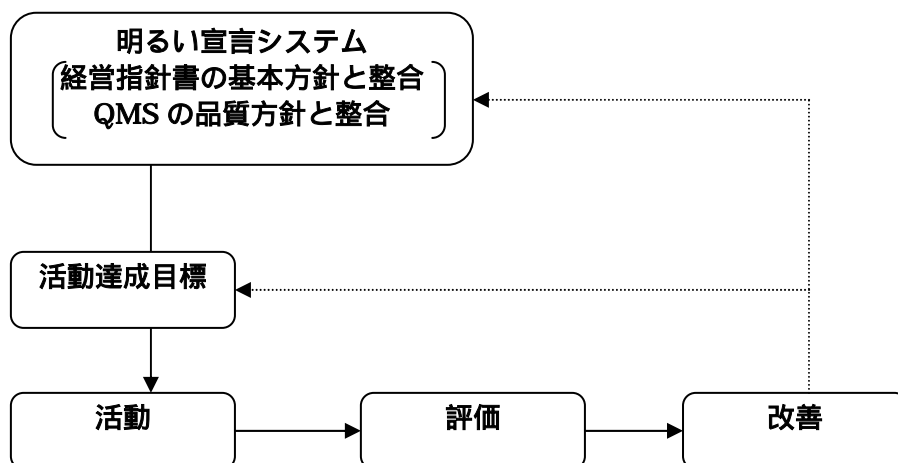 明るい宣言システム
経営指針書の基本方針と整合
QMS の品質方針と整合
活動達成目標
活動
評価
改善